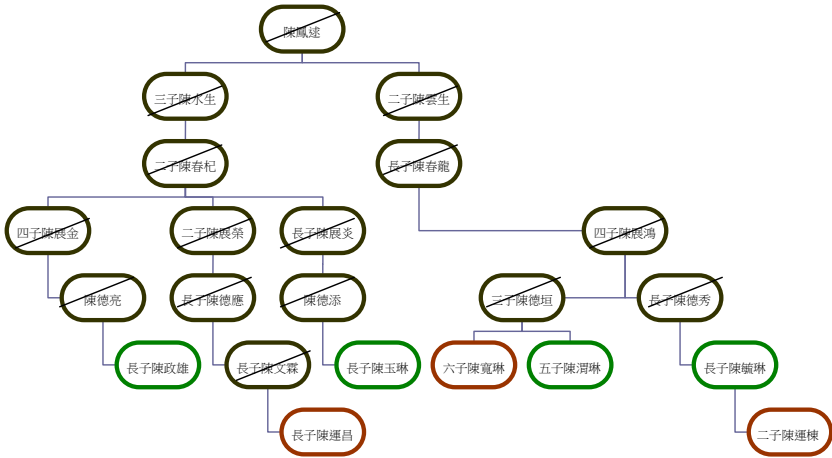 陳鳳逑
三子陳水生
二子陳雲生
二子陳春杞
長子陳春龍
四子陳展金
二子陳展榮
長子陳展炎
四子陳展鴻
陳德亮
長子陳德應
陳德添
三子陳德垣
長子陳德秀
長子陳政雄
長子陳文霖
長子陳玉琳
六子陳寬琳
五子陳渭琳
長子陳毓琳
長子陳運昌
二子陳運棟